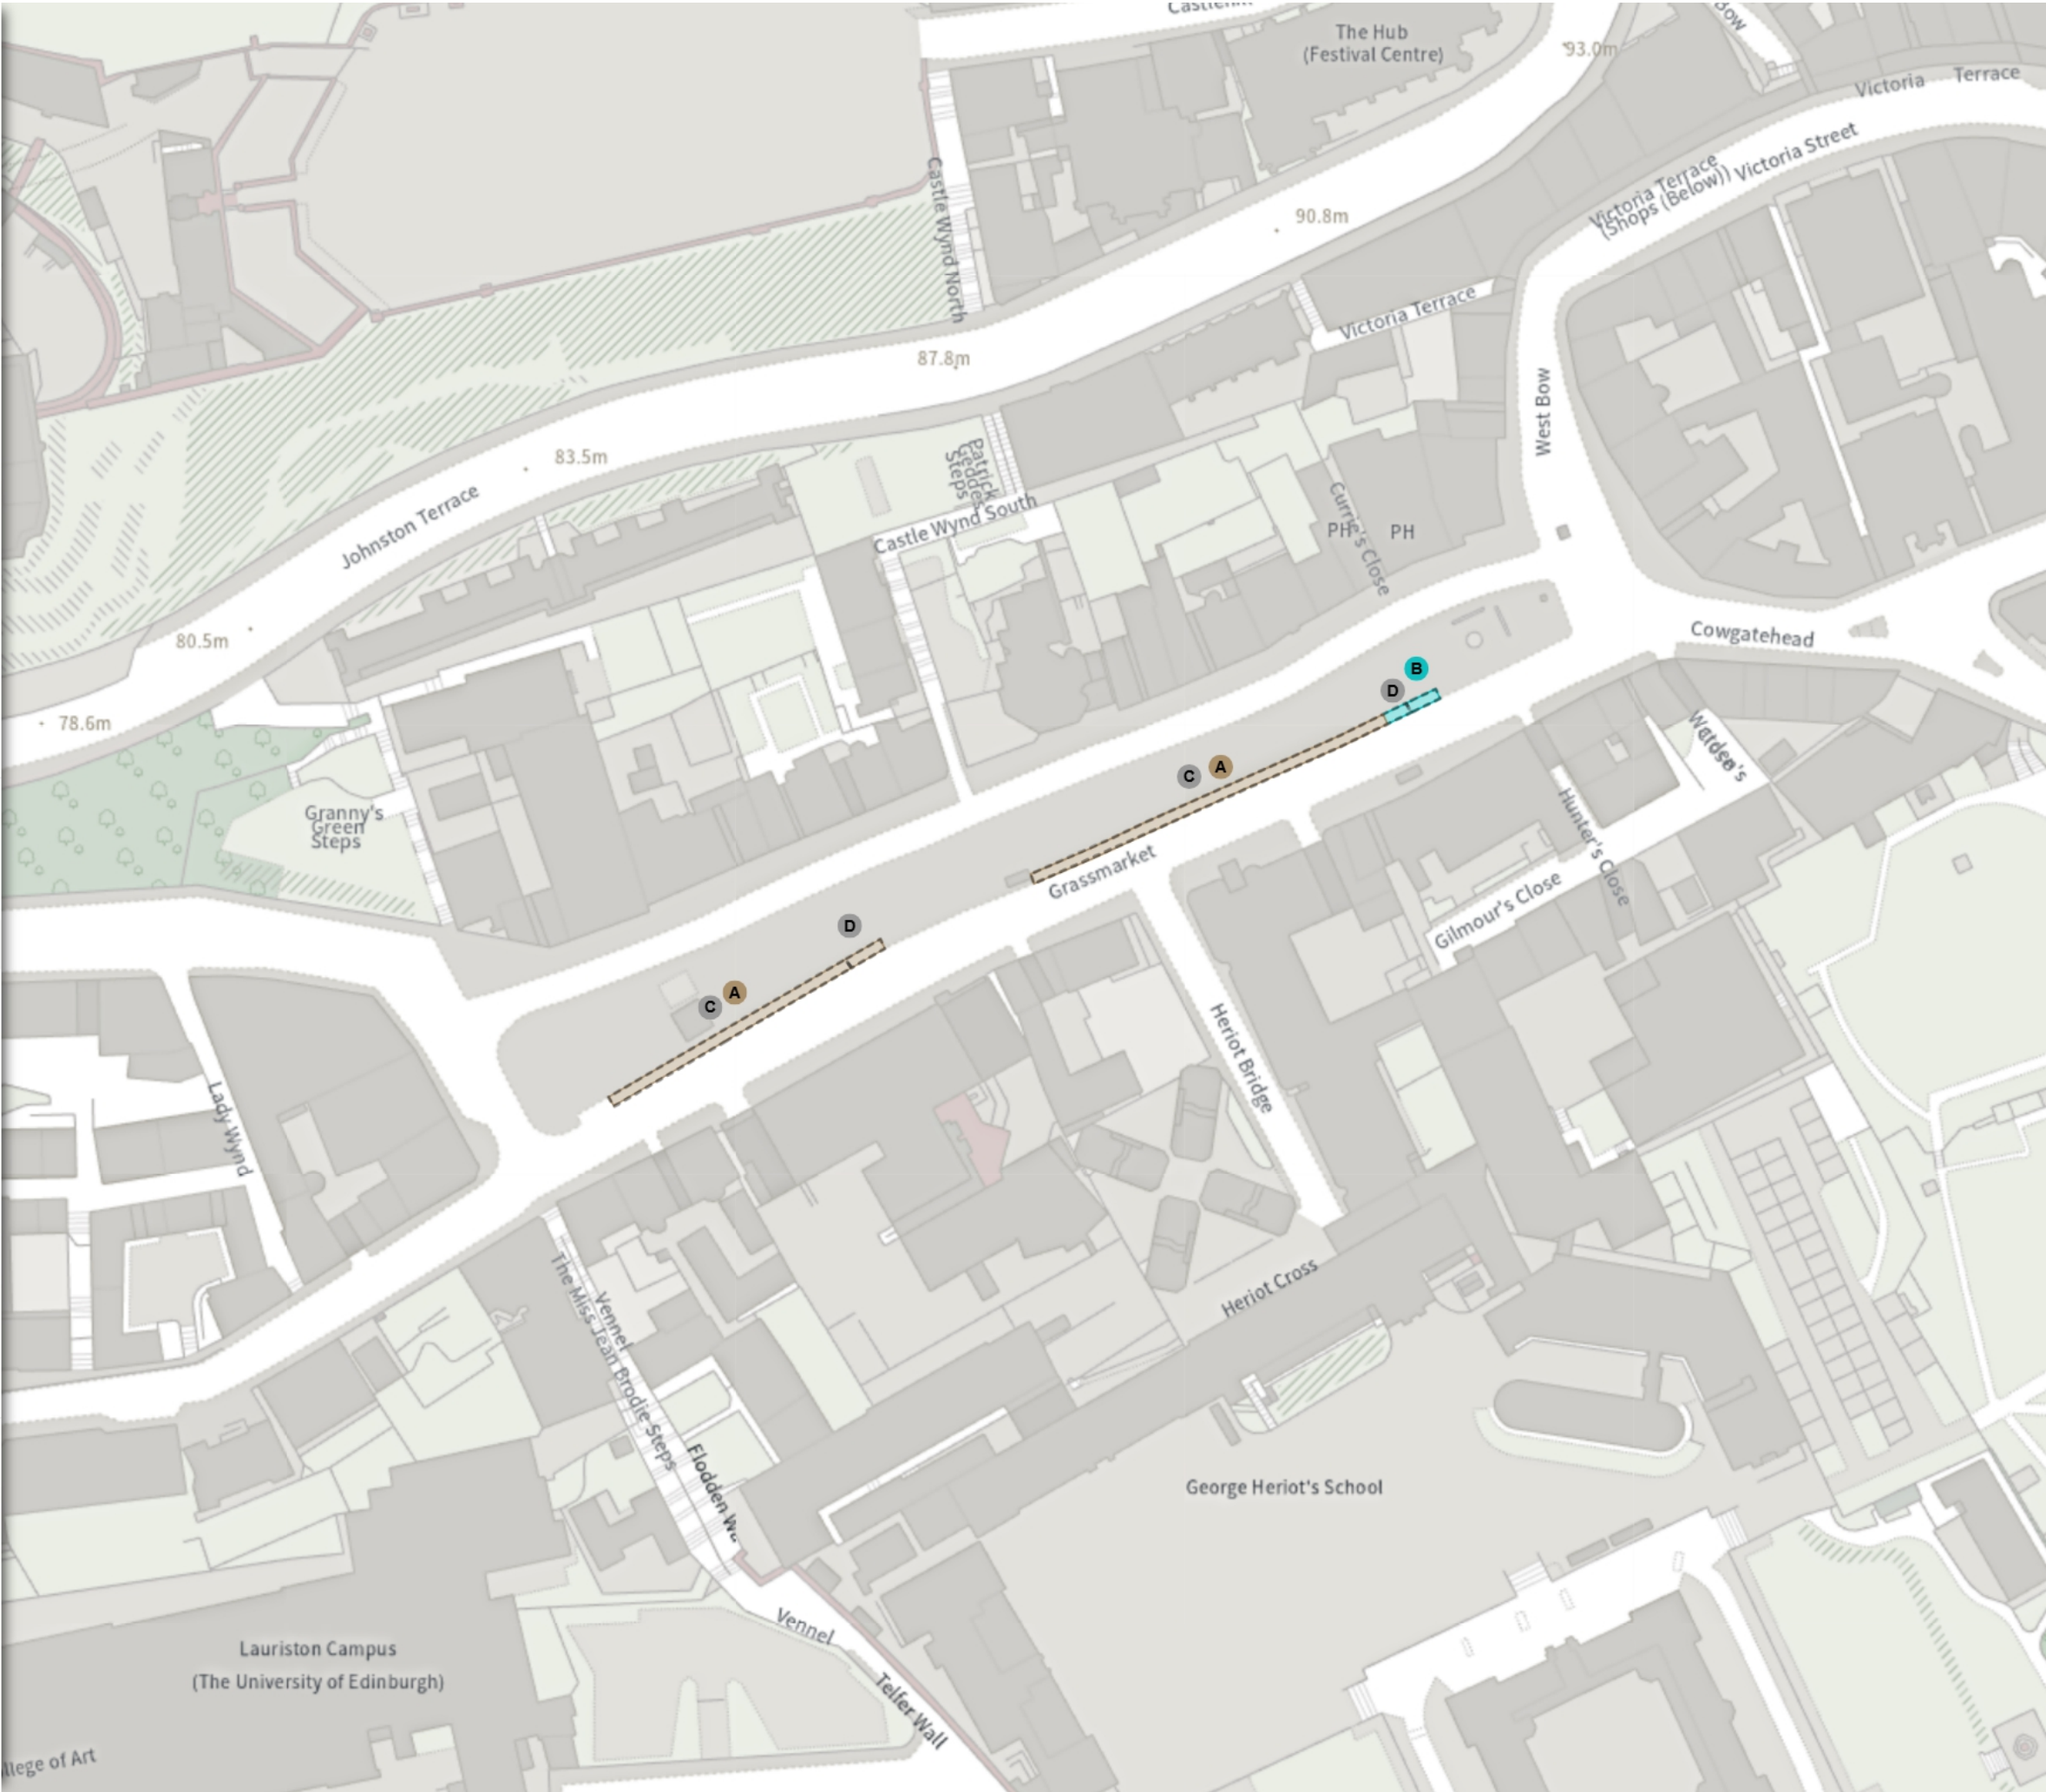 The Hub
(Festival Centre)
93.0m
Bow
Victoria Terrace
Victoria Street
Victoria Terrace
(Shops (Below))
Castle Wynd North
90.8m
Victoria Terrace
87.8m
West Bow
83.5m
Johnston Terrace
Patrick
Geddes
Steps
Castle Wynd South
Currie's Close
PH
PH
80.5m
Cowgatehead
78.6m
B
D
C
A
Granny's
Green
Steps
Grassmarket
Hunter's Close
Gilmour's Close
D
C
A
Lady Wynd
Heriot Bridge
Heriot Cross
Vennel
The Miss Jean Brodie Steps
Flodden
George Heriot's School
Vennel
Telfer Wall
Lauriston Campus
(The University of Edinburgh)
of Art